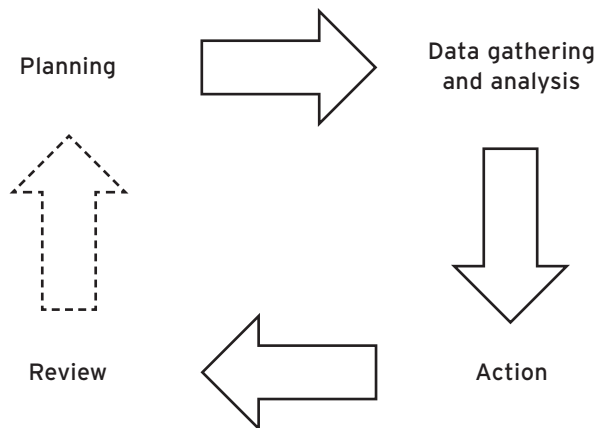 Planning
Data gathering
and analysis
Review
Action